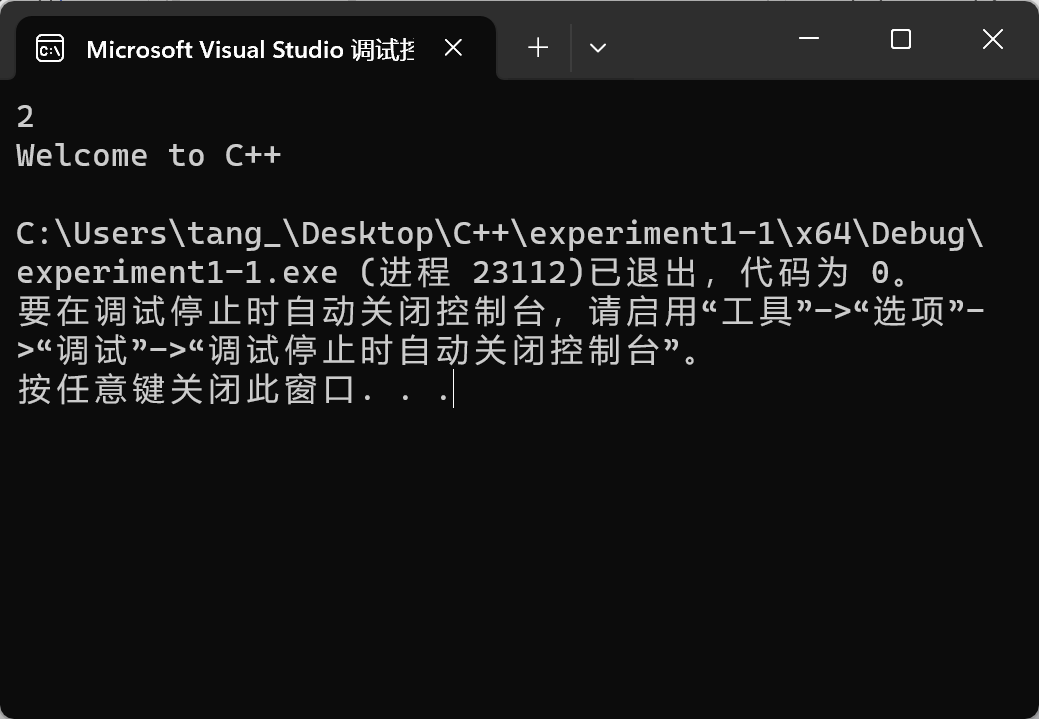 Microsoft Visual Studio 调试
2
Welcome to C++
C:\Users\tang_\Desktop\C++\experiment1-1\x64\Debug\
experiment1-1.exe (进程 23112)已退出，代码为 0。
要在调试停止时自动关闭控制台，请启用“工具”->“选项”-
>“调试”->“调试停止时自动关闭控制台”。
按任意键关闭此窗口. . .